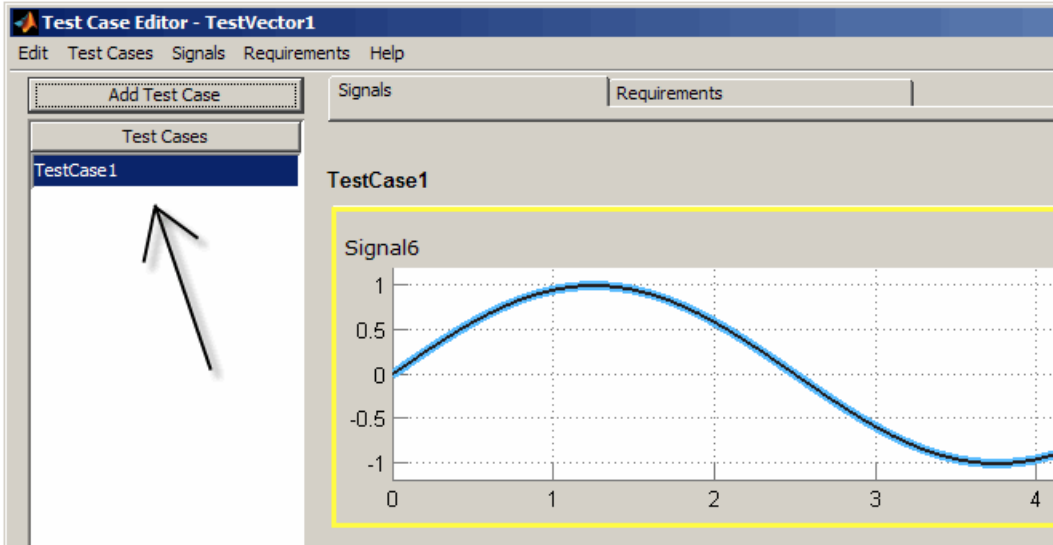 Test Case Editor - TestVector1
Edit Test Cases Signals Requirements Help
Add Test Case
Signals
Requirements
Test Cases
TestCase1
TestCase1
Signal6
1
0.5
0
-0.5
-1
0 1 2 3 4